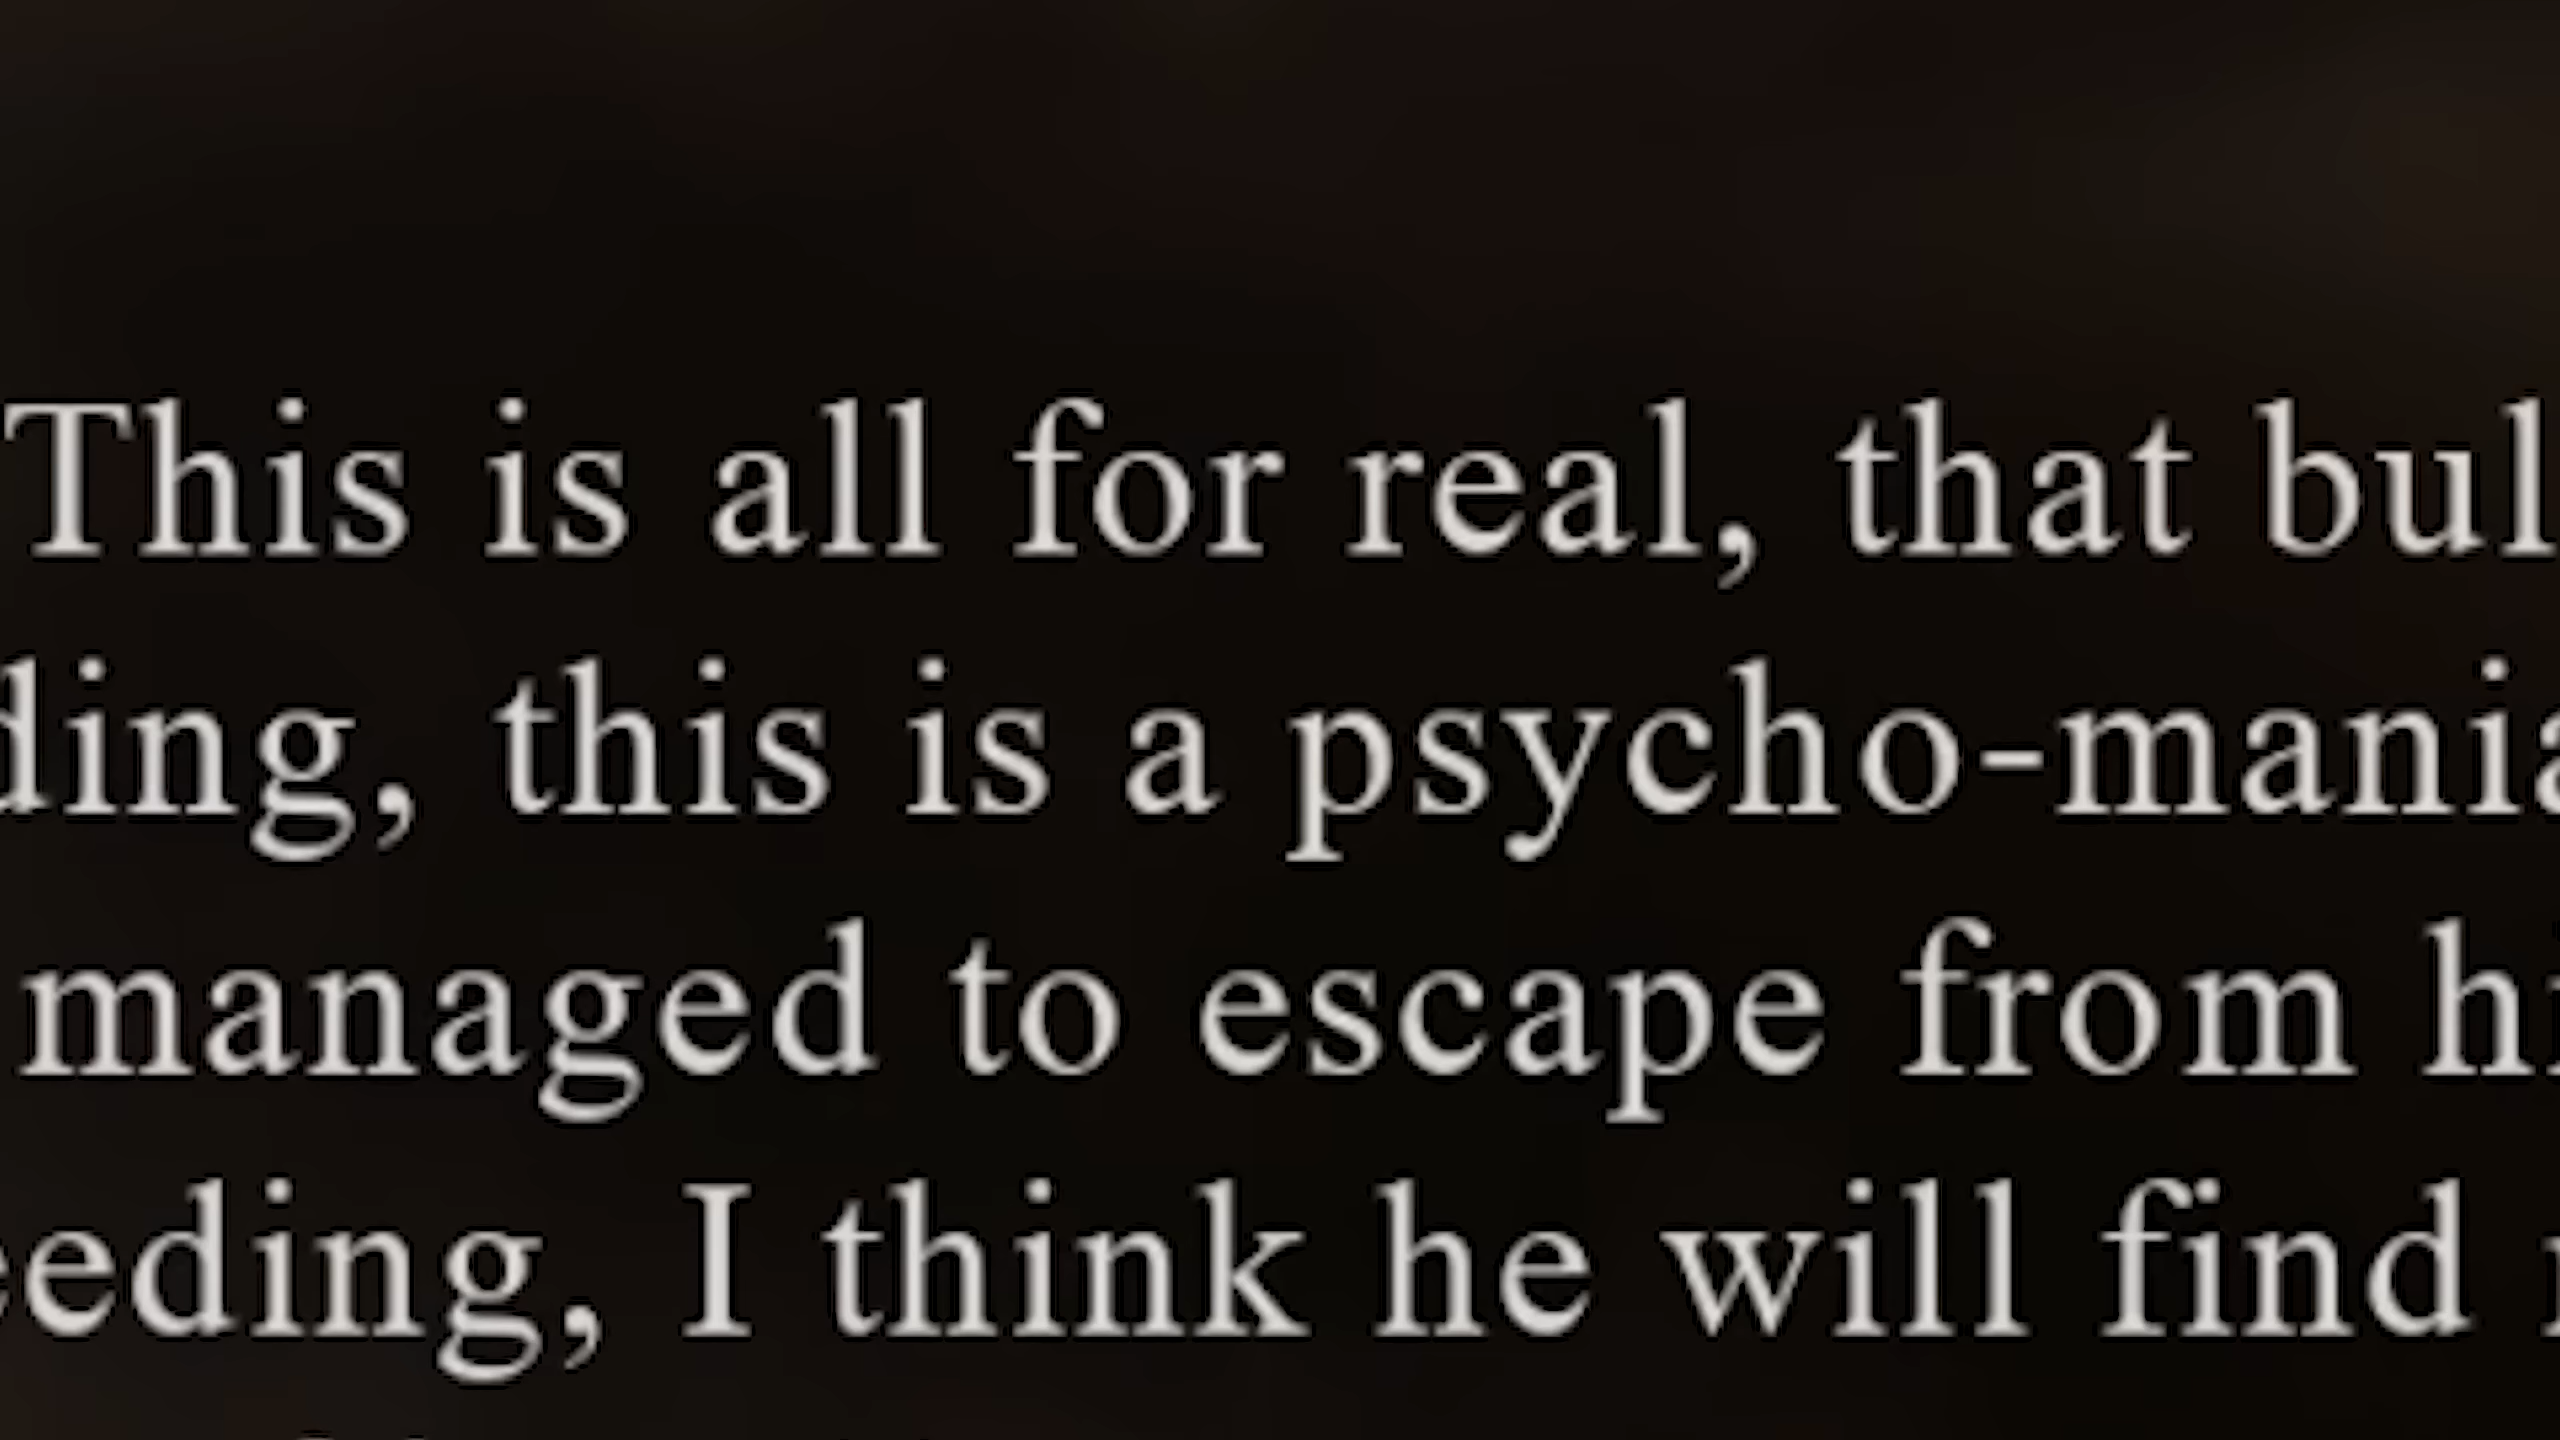 This is all for real, that bul
ding, this is a psycho-mania
managed to escape from hi
eeding, I think he will find